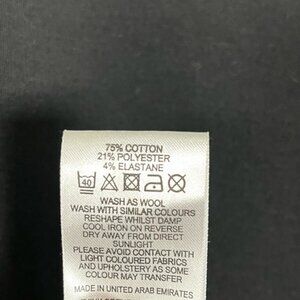 75% COTTON
21% POLYESTER
4% ELASTANE
40
WASH AS WOOL
WASH WITH SIMILAR COLOURS
RESHAPE WHILST DAMP
COOL IRON ON REVERSE
DRY AWAY FROM DIRECT
SUNLIGHT
PLEASE AVOID CONTACT WITH
LIGHT COLOURED FABRICS
AND UPHOLSTERY AS SOME
COLOUR MAY TRANSFER
MADE IN UNITED ARAB EMIRATES